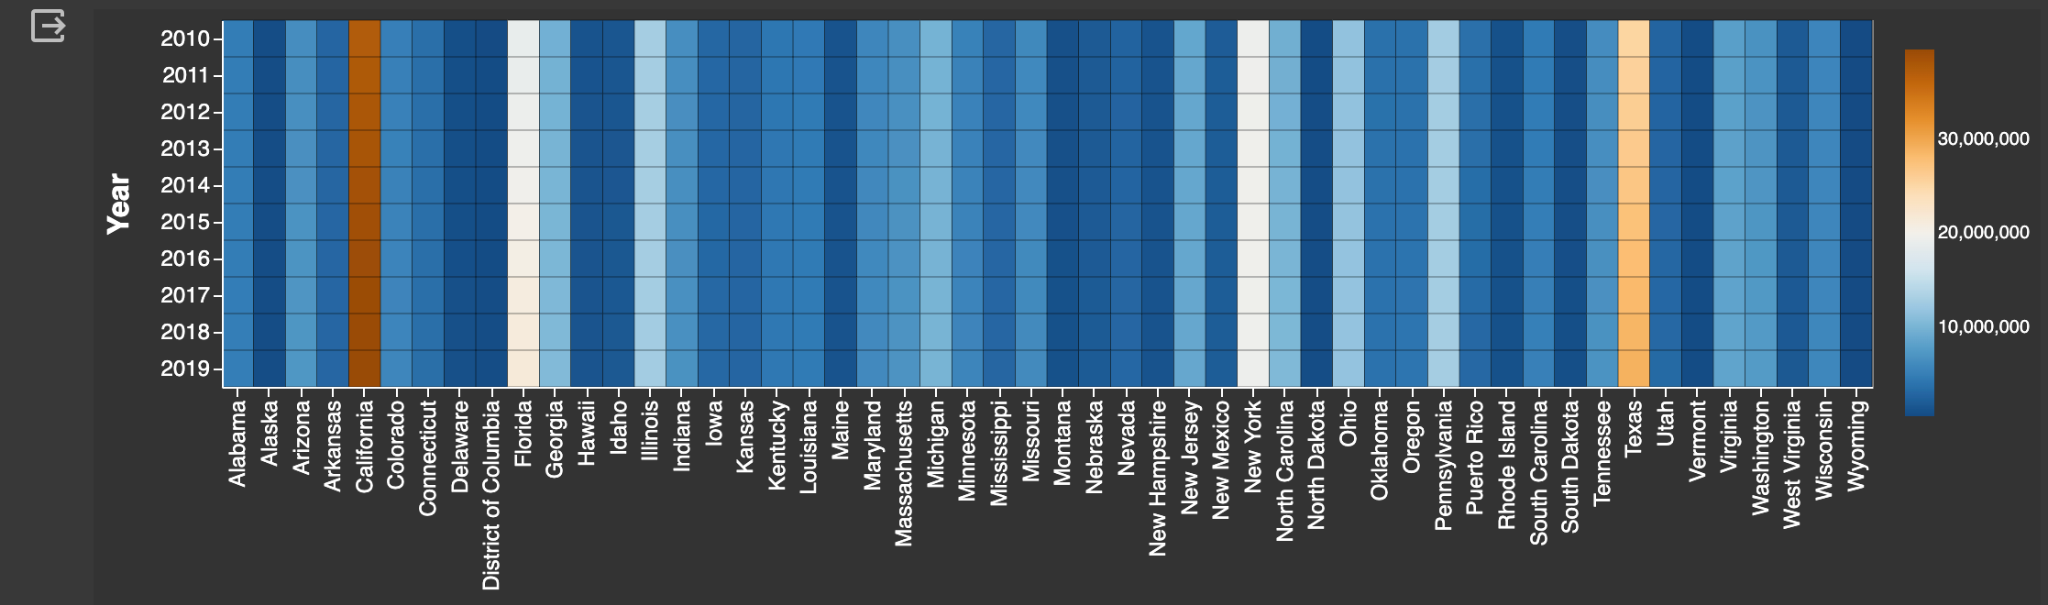 Year
2010
2011
2012
2013
2014
2015
2016
2017
2018
2019
30,000,000
20,000,000
10,000,000
Alabama
Alaska
Arizona
Arkansas
California
Colorado
Connecticut
Delaware
District of Columbia
Florida
Georgia
Hawaii
Idaho
Illinois
Indiana
Iowa
Kansas
Kentucky
Louisiana
Maine
Maryland
Massachusetts
Michigan
Minnesota
Mississippi
Missouri
Montana
Nebraska
Nevada
New Hampshire
New Jersey
New Mexico
New York
North Carolina
North Dakota
Ohio
Oklahoma
Oregon
Pennsylvania
Puerto Rico
Rhode Island
South Carolina
South Dakota
Tennessee
Texas
Utah
Vermont
Virginia
Washington
West Virginia
Wisconsin
Wyoming